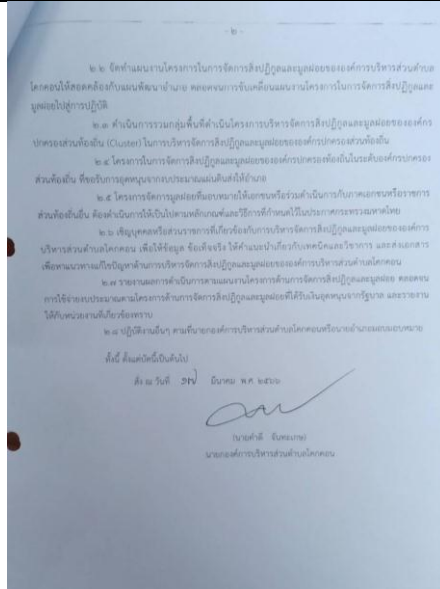 - ๒ -
๒.๒ จัดทำแผนงานโครงการในการจัดการสิ่งปฏิกูลและมูลฝอยขององค์การบริหารส่วนตำบล
โคกคอนให้สอดคล้องกับแผนพัฒนาอำเภอ ตลอดจนการขับเคลื่อนแผนงานโครงการในการจัดการสิ่งปฏิกูลและ
มูลฝอยไปสู่การปฏิบัติ
๒.๓ ดำเนินการรวมกลุ่มพื้นที่ดำเนินโครงการบริหารจัดการสิ่งปฏิกูลและมูลฝอยขององค์กร
ปกครองส่วนท้องถิ่น (Cluster) ในการบริหารจัดการสิ่งปฏิกูลและมูลฝอยขององค์กรปกครองส่วนท้องถิ่น
๒.๔ โครงการในการจัดการสิ่งปฏิกูลและมูลฝอยขององค์กรปกครองท้องถิ่นในระดับองค์กรปกครอง
ส่วนท้องถิ่น ที่ขอรับการอุดหนุนจากงบประมาณแผ่นดินส่งให้อำเภอ
๒.๕ โครงการจัดการมูลฝอยที่มอบหมายให้เอกชนหรือร่วมดำเนินการกับภาคเอกชนหรือราชการ
ส่วนท้องถิ่นอื่น ต้องดำเนินการให้เป็นไปตามหลักเกณฑ์และวิธีการที่กำหนดไว้ในประกาศกระทรวงมหาดไทย
๒.๖ เชิญบุคคลหรือส่วนราชการที่เกี่ยวข้องกับการบริหารจัดการสิ่งปฏิกูลและมูลฝอยขององค์การ
บริหารส่วนตำบลโคกคอน เพื่อให้ข้อมูล ข้อเท็จจริง ให้คำแนะนำเกี่ยวกับเทคนิคและวิชาการ และส่งเอกสาร
เพื่อหาแนวทางแก้ไขปัญหาด้านการบริหารจัดการสิ่งปฏิกูลและมูลฝอยขององค์การบริหารส่วนตำบลโคกคอน
๒.๗ รายงานผลการดำเนินการตามแผนงานโครงการด้านการจัดการสิ่งปฏิกูลและมูลฝอย ตลอดจน
การใช้จ่ายงบประมาณตามโครงการด้านการจัดการสิ่งปฏิกูลและมูลฝอยที่ได้รับเงินอุดหนุนจากรัฐบาล และรายงาน
ให้กับหน่วยงานที่เกี่ยวข้องทราบ
๒.๘ ปฏิบัติงานอื่นๆ ตามที่นายกองค์การบริหารส่วนตำบลโคกคอนหรือนายอำเภอมอบมอบหมาย
ทั้งนี้ ตั้งแต่บัดนี้เป็นต้นไป
สั่ง ณ วันที่ ๑๗ มีนาคม พ.ศ. ๒๕๖๖
(นายคำดี จันทะเกษ)
นายกองค์การบริหารส่วนตำบลโคกคอน